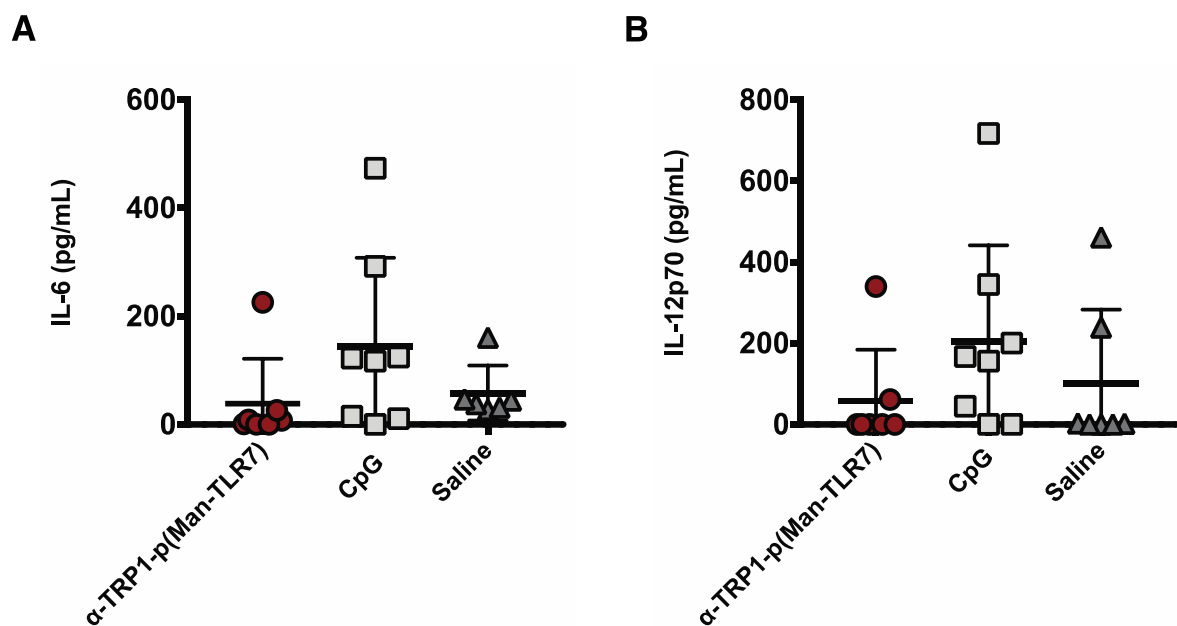 A
IL-6 (pg/mL)
600
400
200
0
α-TRP1-p(Man-TLR7)
CpG
Saline
B
IL-12p70 (pg/mL)
800
600
400
200
0
α-TRP1-p(Man-TLR7)
CpG
Saline